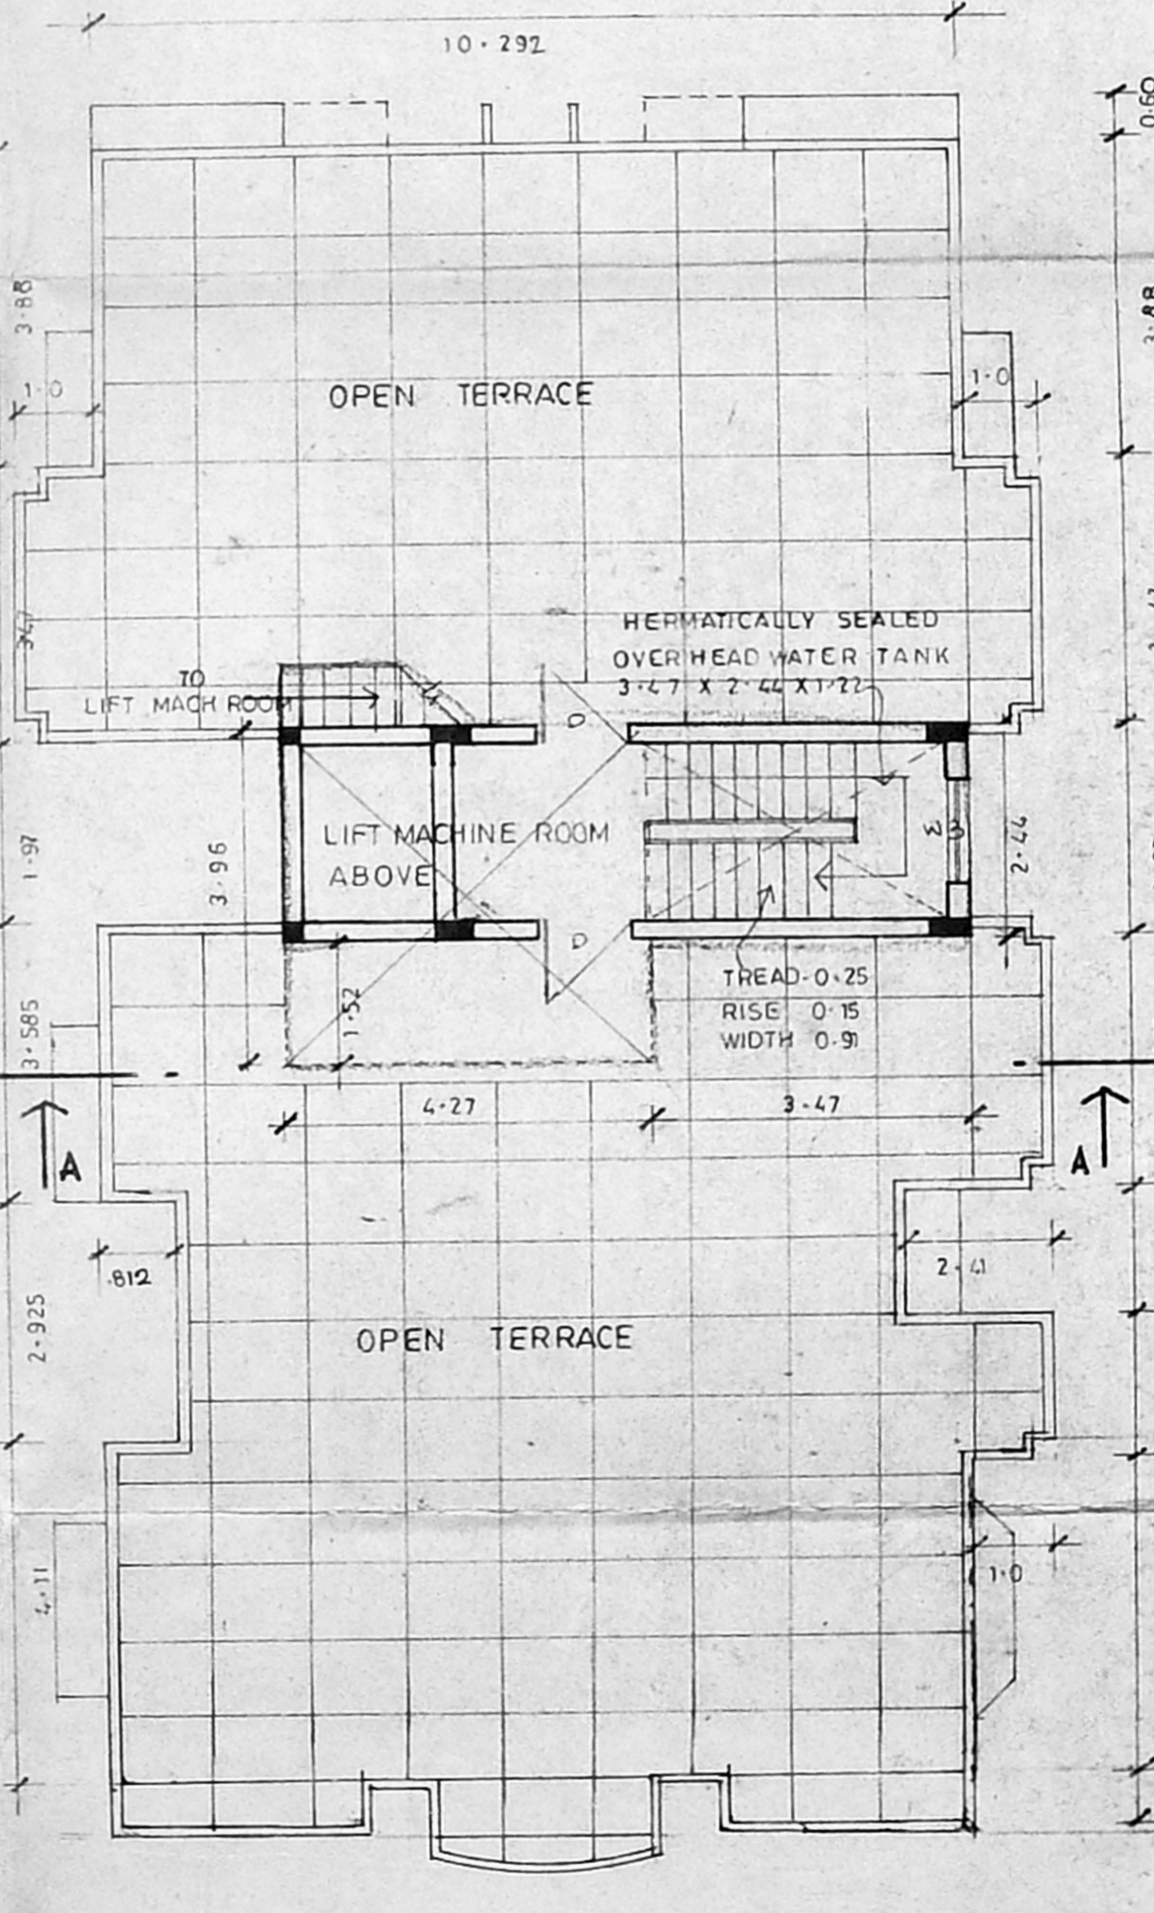 10·292
0·60
3·88
3·88
1·0
1·0
OPEN TERRACE
3·47
HERMATICALLY SEALED
OVER HEAD WATER TANK
3·47 X 2·44 X 1·22
TO
LIFT MACH ROOM
D
LIFT MACHINE ROOM
ABOVE
W3
3·96
1·97
2·44
D
TREAD-0·25
RISE 0·15
WIDTH 0·91
1·52
3·585
4·27
3·47
A
A
·812
2·41
2·925
OPEN TERRACE
1·0
4·11